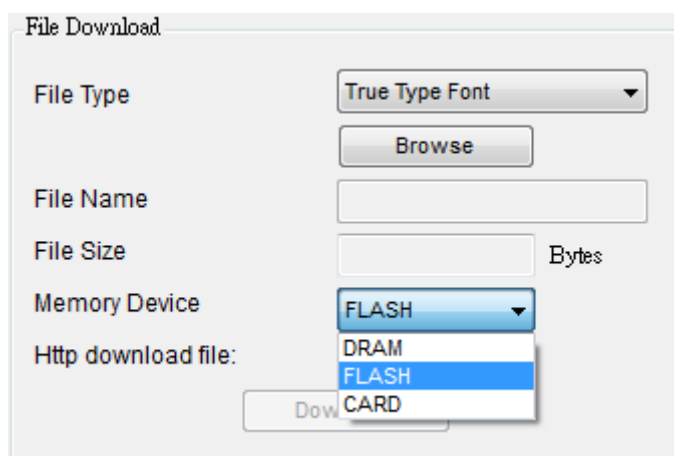 File Download
File Type
True Type Font
Browse
File Name
File Size
Bytes
Memory Device
FLASH
Http download file:
DRAM
FLASH
CARD